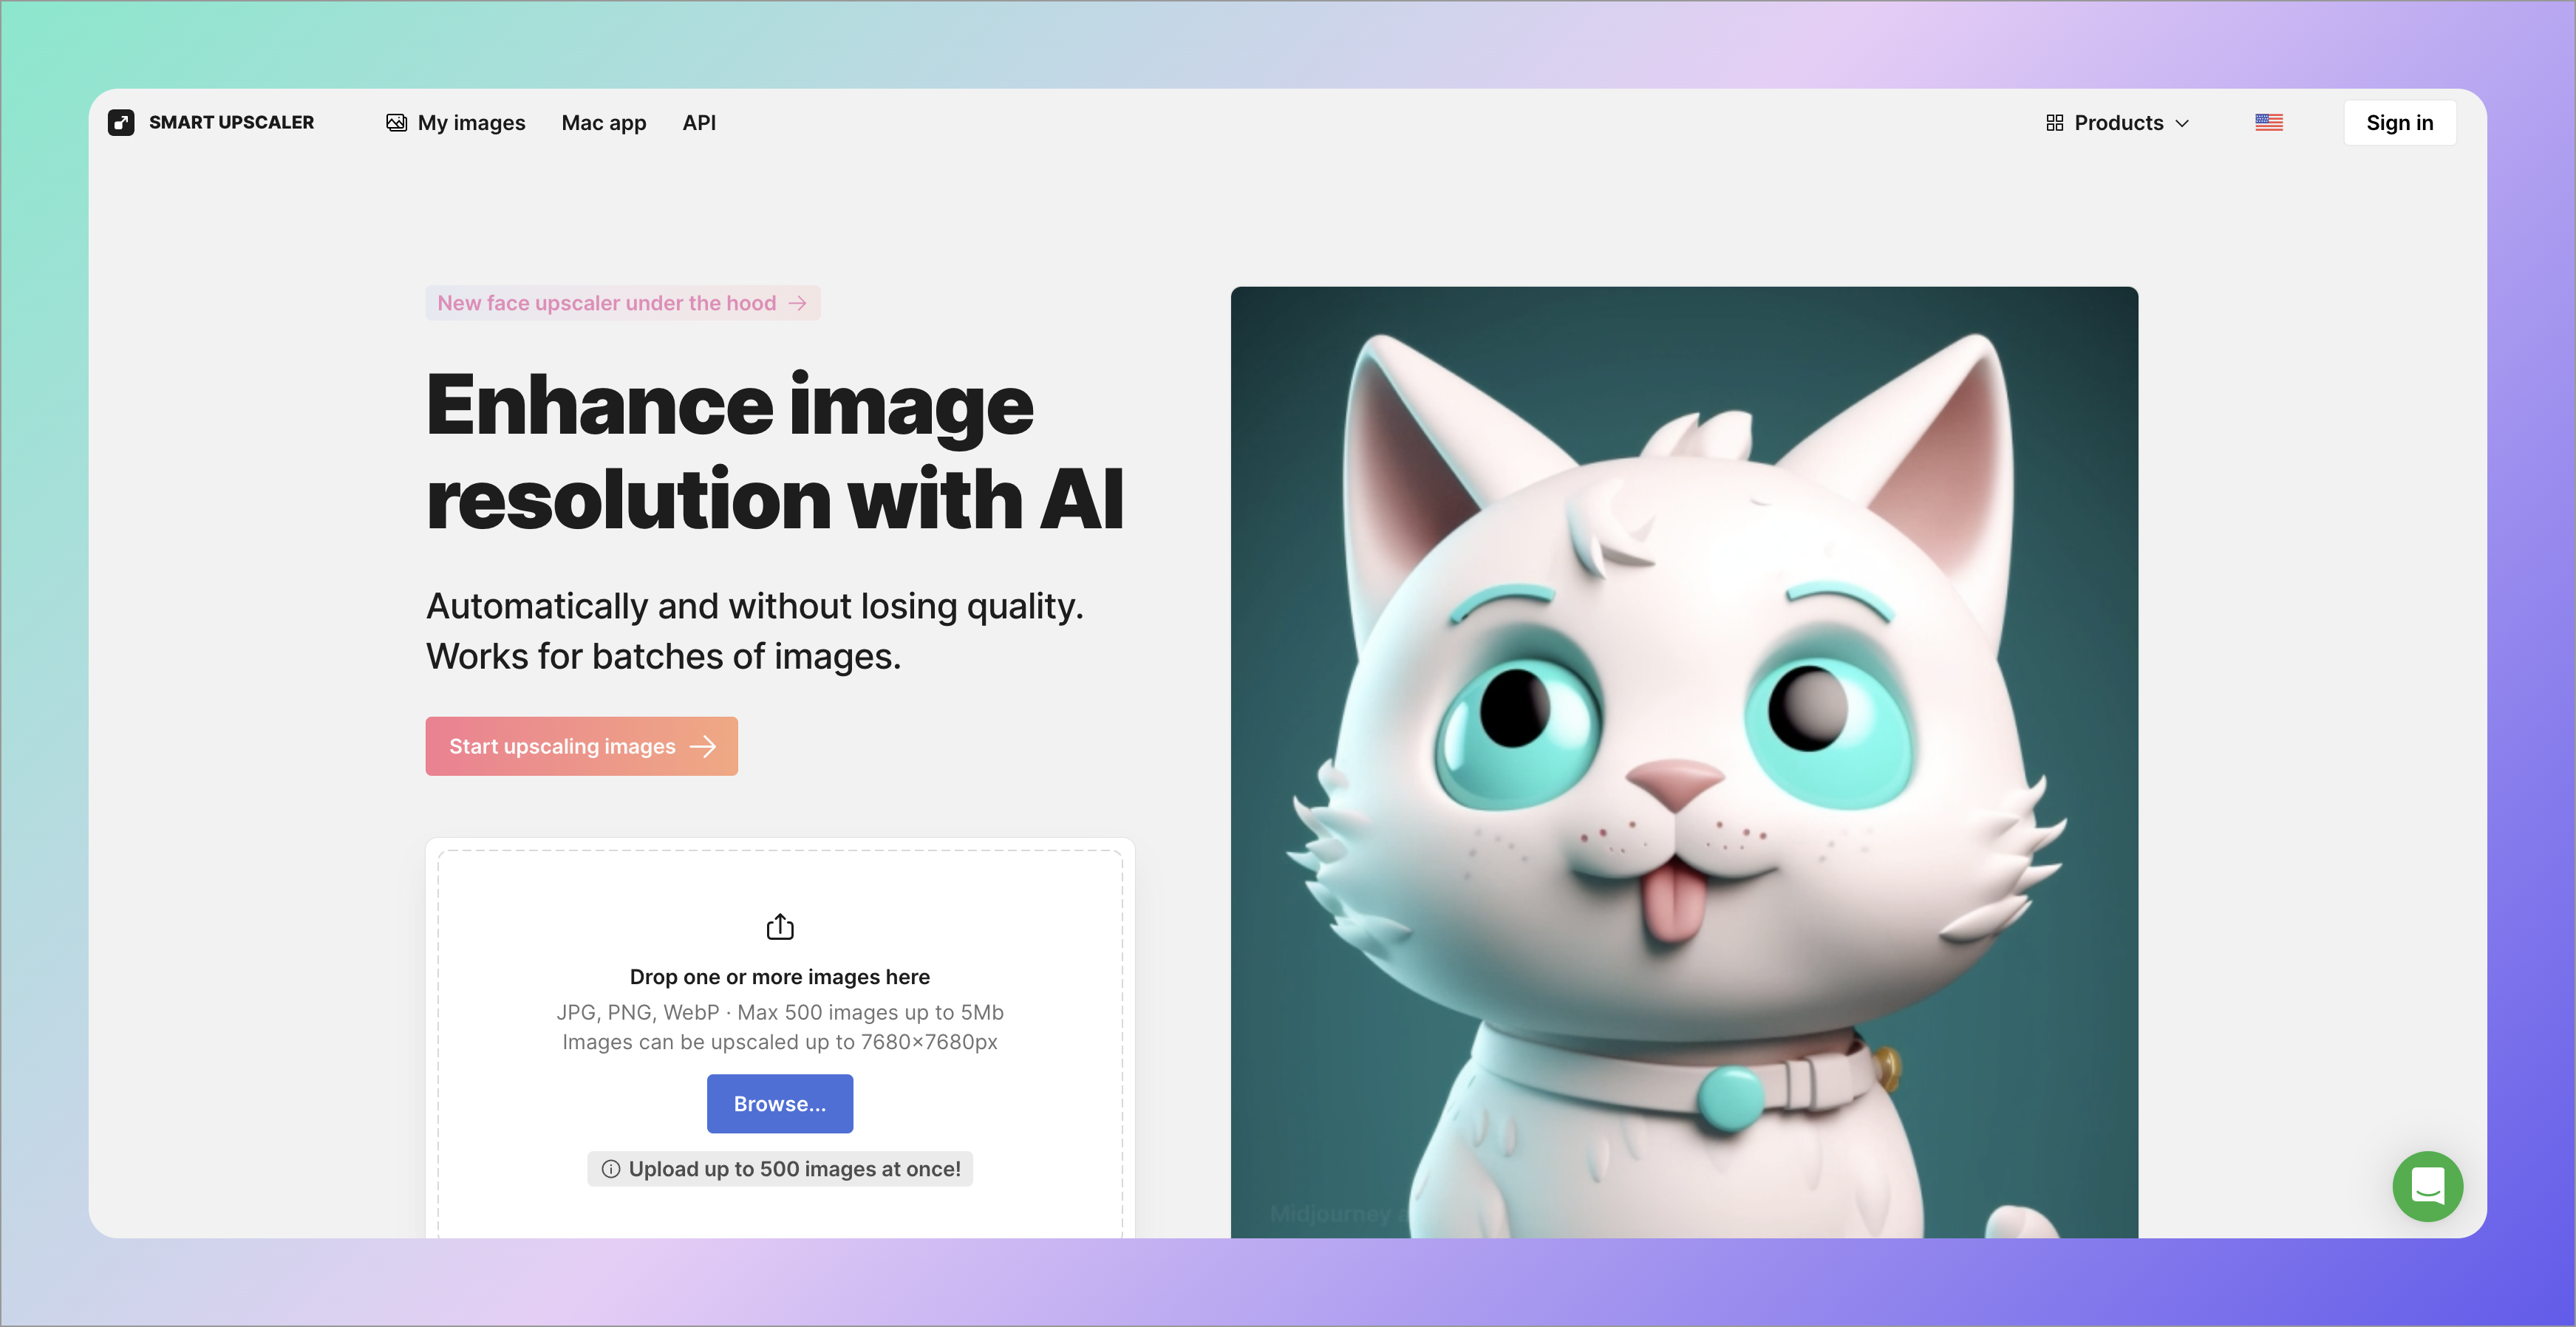 SMART UPSCALER
My images
Mac app
API
Products
Sign in
New face upscaler under the hood
Enhance image
resolution with AI
Automatically and without losing quality.
Works for batches of images.
Start upscaling images
Drop one or more images here
JPG, PNG, WebP · Max 500 images up to 5Mb
Images can be upscaled up to 7680×7680px
Browse...
Upload up to 500 images at once!
Midjourney